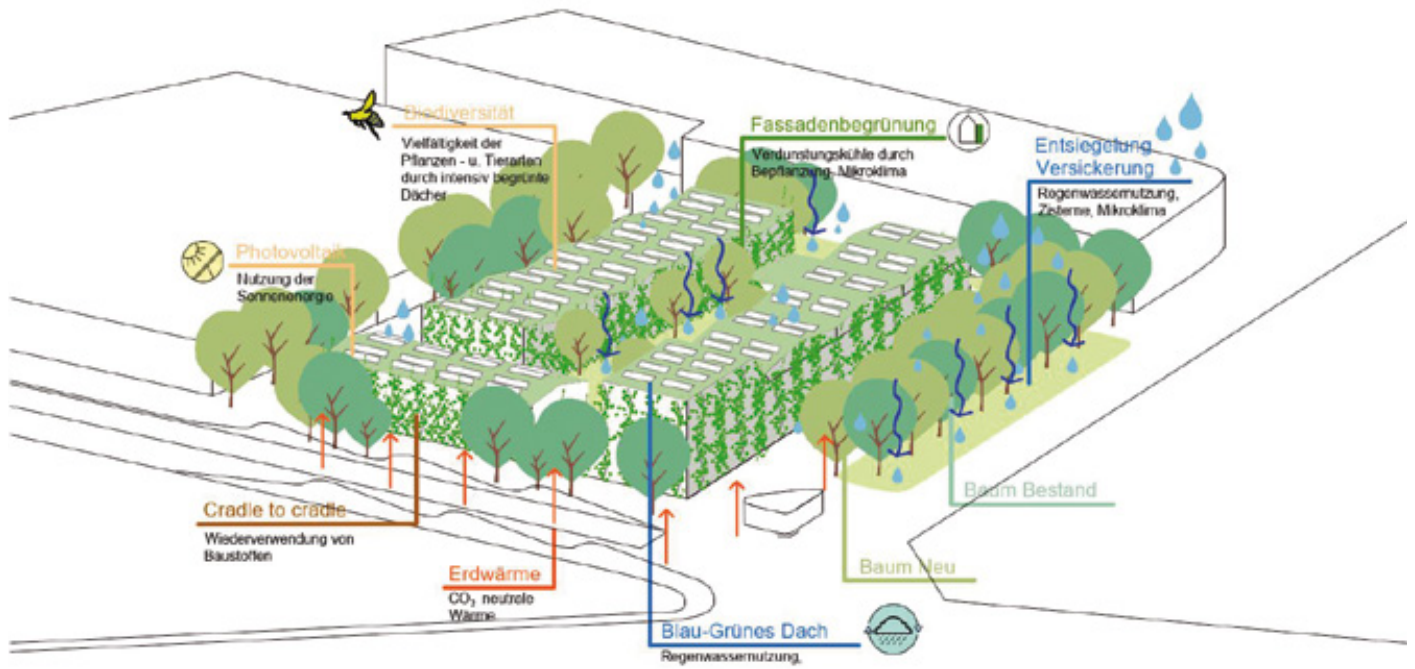 Biodiversität
Vielfältigkeit der
Pflanzen - u. Tierarten
durch intensiv begrünte
Dächer
Fassadenbegrünung
Verdunstungskühle durch
Bepflanzung- Mikroklima
Entsiegelung
Versickerung
Regenwassernutzung,
Zisterne, Mikroklima
Photovoltaik
Nutzung der
Sonnenenergie
Cradle to cradle
Wiederverwendung von
Baustoffen
Erdwärme
CO₂ neutrale
Wärme
Blau-Grünes Dach
Regenwassernutzung,
Baum Neu
Baum Bestand